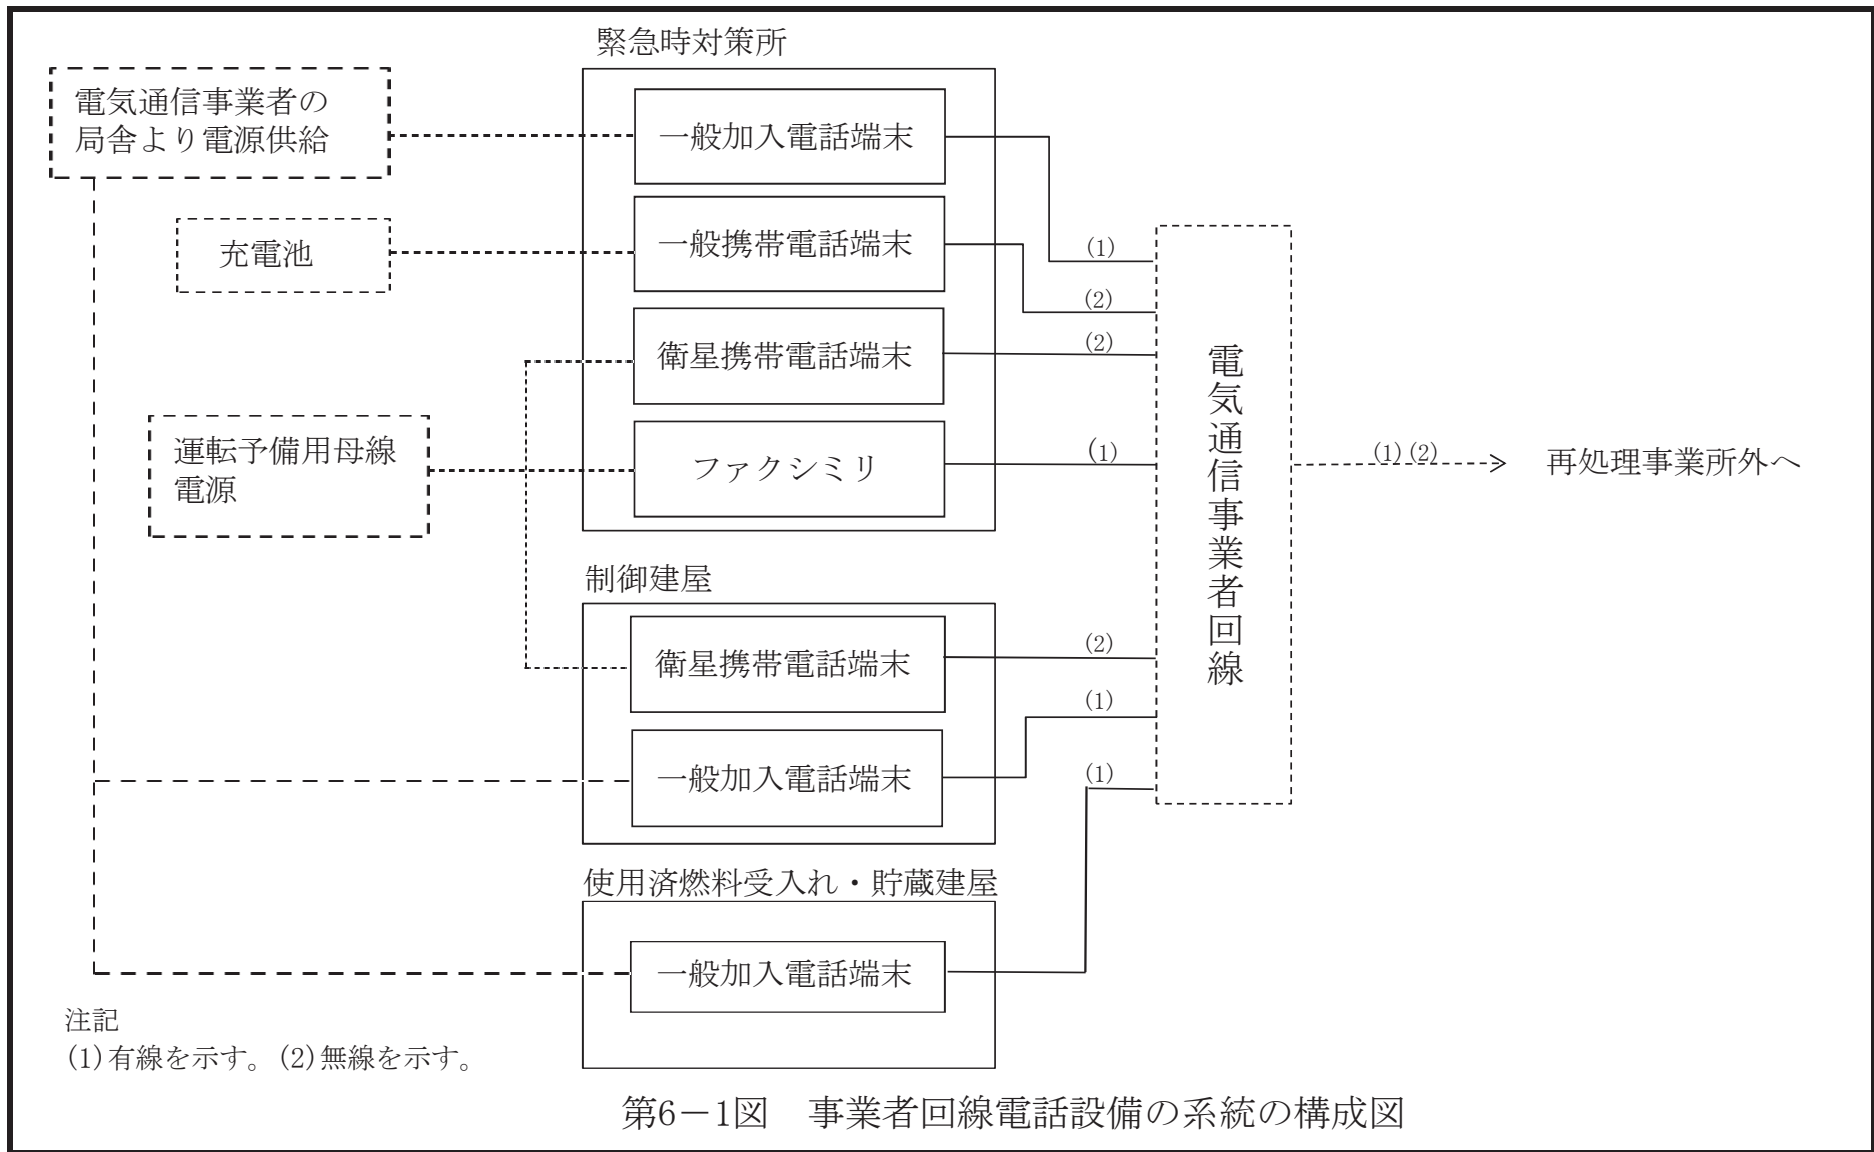 緊急時対策所
電気通信事業者の
局舎より電源供給
一般加入電話端末
充電池
一般携帯電話端末
(1)
(2)
衛星携帯電話端末
(2)
運転予備用母線
電源
ファクシミリ
(1)
電気通信事業者回線
(1)(2)
再処理事業所外へ
制御建屋
衛星携帯電話端末
(2)
(1)
一般加入電話端末
(1)
使用済燃料受入れ・貯蔵建屋
一般加入電話端末
注記
(1)有線を示す。(2)無線を示す。
第6－1図　事業者回線電話設備の系統の構成図